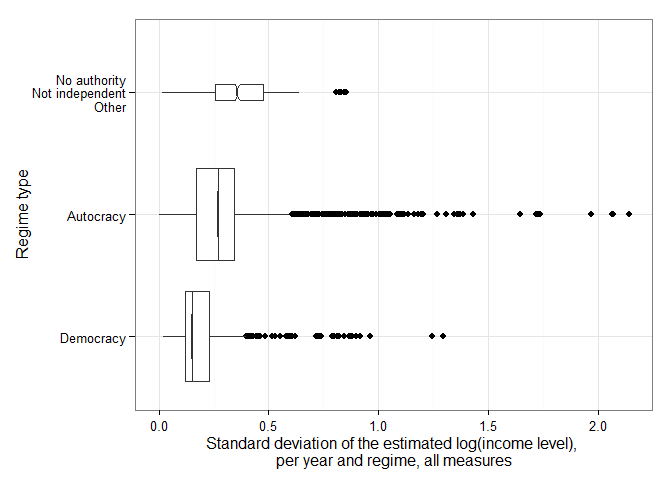 No authority
Not independent
Other
Autocracy
Democracy
Regime type
0.0 0.5 1.0 1.5 2.0
Standard deviation of the estimated log(income level),
per year and regime, all measures